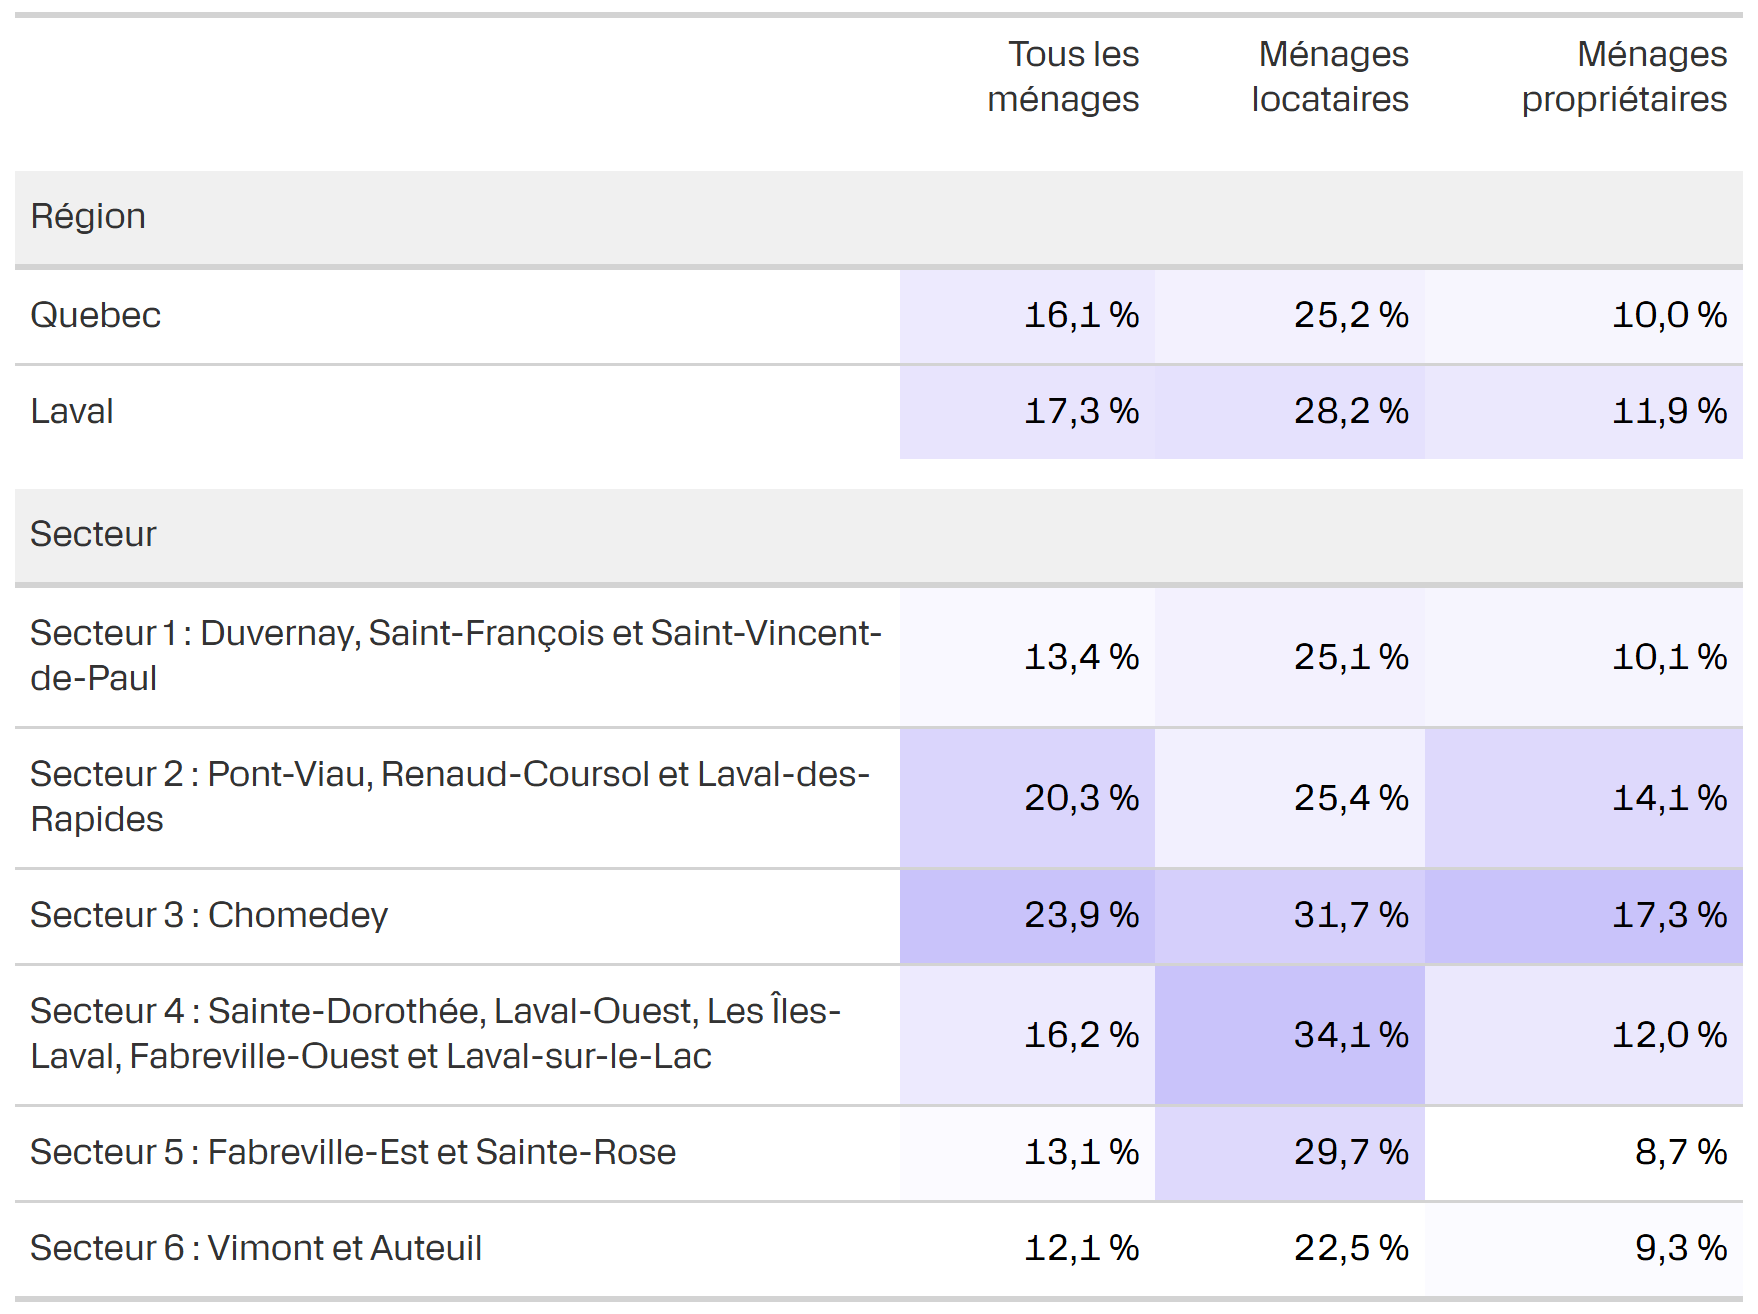 Tous les ménages Ménages locataires Ménages propriétaires
Région
Quebec 16,1 % 25,2 % 10,0 %
Laval 17,3 % 28,2 % 11,9 %
Secteur
Secteur 1 : Duvernay, Saint-François et Saint-Vincent-
de-Paul 13,4 % 25,1 % 10,1 %
Secteur 2 : Pont-Viau, Renaud-Coursol et Laval-des-
Rapides 20,3 % 25,4 % 14,1 %
Secteur 3 : Chomedey 23,9 % 31,7 % 17,3 %
Secteur 4 : Sainte-Dorothée, Laval-Ouest, Les Îles-
Laval, Fabreville-Ouest et Laval-sur-le-Lac 16,2 % 34,1 % 12,0 %
Secteur 5 : Fabreville-Est et Sainte-Rose 13,1 % 29,7 % 8,7 %
Secteur 6 : Vimont et Auteuil 12,1 % 22,5 % 9,3 %